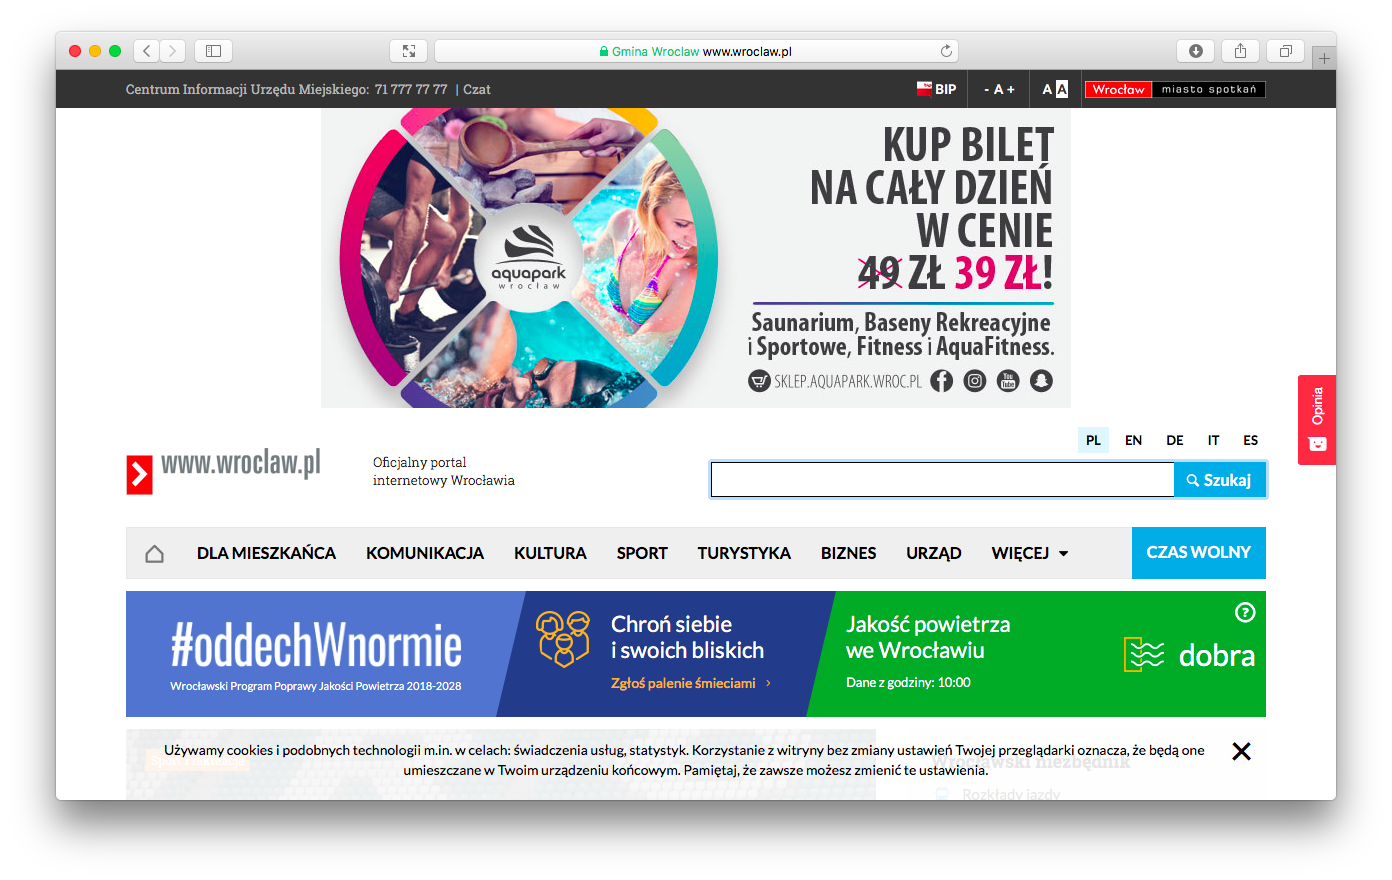 Gmina Wroclaw www.wroclaw.pl
Centrum Informacji Urzędu Miejskiego: 71 777 77 77 | Czat
BIP
- A +
A A
Wrocław miasto spotkań
KUP BILET
NA CAŁY DZIEŃ
W CENIE
49 ZŁ 39 ZŁ!
aquapark
wrocław
Saunarium, Baseny Rekreacyjne
i Sportowe, Fitness i AquaFitness.
SKLEP.AQUAPARK.WROC.PL
You
Tube
Opinia
PL EN DE IT ES
www.wroclaw.pl
Oficjalny portal
internetowy Wrocławia
Szukaj
DLA MIESZKAŃCA KOMUNIKACJA KULTURA SPORT TURYSTYKA BIZNES URZĄD WIĘCEJ CZAS WOLNY
#oddechWnormie
Wrocławski Program Poprawy Jakości Powietrza 2018-2028
Chroń siebie
i swoich bliskich
Zgłoś palenie śmieciami ›
Jakość powietrza
we Wrocławiu
Dane z godziny: 10:00
?
dobra
Używamy cookies i podobnych technologii m.in. w celach: świadczenia usług, statystyk. Korzystanie z witryny bez zmiany ustawień Twojej przeglądarki oznacza, że będą one
umieszczane w Twoim urządzeniu końcowym. Pamiętaj, że zawsze możesz zmienić te ustawienia.
Wrocławski niezbędnik
Rozkłady jazdy